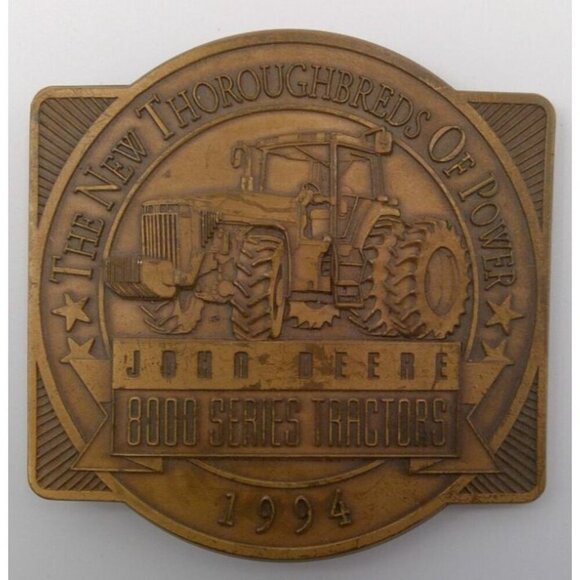 THE NEW THOROUGHBREDS OF POWER
JOHN DEERE
8000 SERIES TRACTORS
1994